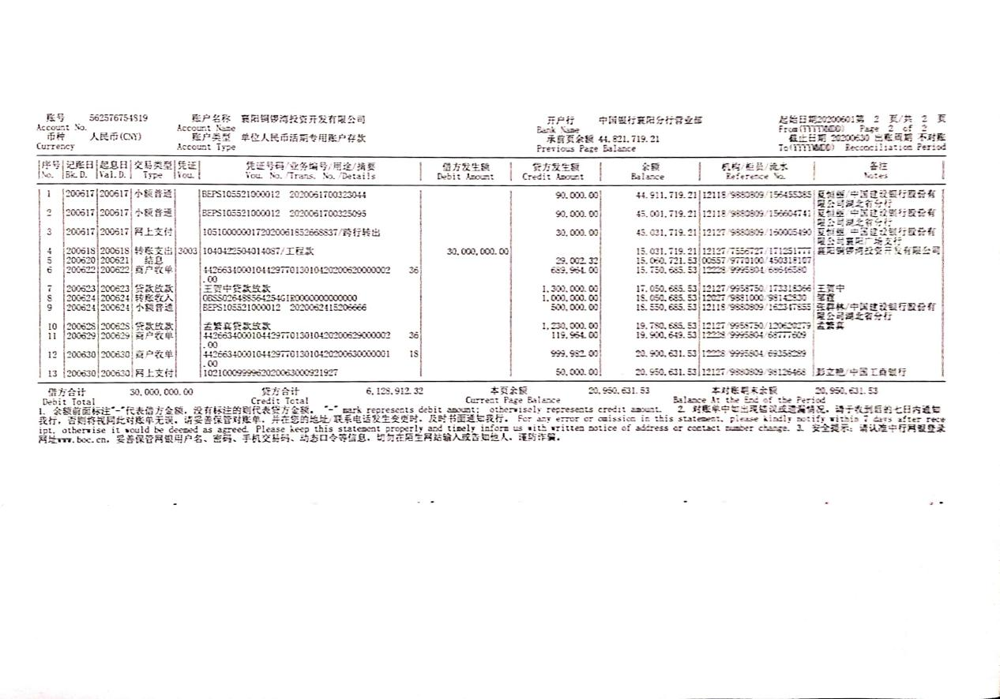 账号 562576754819 账户名称 襄阳铜锣湾投资开发有限公司 开户行 中国银行襄阳分行营业部 起始日期20200601第 2 页/共 2 页
Account No. Account Name Bank Name From(YYYYMMDD) Page 2 of 2
币种 人民币(CNY) 账户类型 单位人民币活期专用账户存款 承前页余额 44,821,719.21 截止日期 20200630 出账周期 不对账
Currency Account Type Previous Page Balance To(YYYYMMDD) Reconciliation Period
序号 记账日 起息日 交易类型 凭证 凭证号码/业务编号/用途/摘要 借方发生额 贷方发生额 余额 机构/柜员/流水 备注
No. Bk.D. Val.D. Type Vou. Vou. No./Trans. No./Details Debit Amount Credit Amount Balance Reference No. Notes
1 200617 200617 小额普通 BEPS105521000012 2020061700323044 90,000.00 44,911,719.21 12118/9880809/156455385 夏恒丽/中国建设银行股份有
限公司湖北省分行
2 200617 200617 小额普通 BEPS105521000012 2020061700325095 90,000.00 45,001,719.21 12118/9880809/156604741 夏恒丽/中国建设银行股份有
限公司湖北省分行
3 200617 200617 网上支付 1051000000172020061852668837/跨行转出 30,000.00 45,031,719.21 12127/9880809/160005490 夏恒丽/中国建设银行股份有
限公司襄阳广场支行
4 200618 200618 转账支出 3003 1040422504014037/工程款 30,000,000.00 15,031,719.21 12127/7556727/171251777 襄阳铜锣湾投资开发有限公司
5 200620 200621 结息 29,002.32 15,060,721.53 00557/9770100/450318107
6 200622 200622 商户收单 442663400010442977013010420200620000002 36 689,964.00 15,750,685.53 12228/9995804/68646580
.00
7 200623 200623 贷款放款 王贺中贷款放款 1,300,000.00 17,050,685.53 12127/9958750/173318366 王贺中
8 200624 200624 转账收入 OBSS026488564254GIRO000000000000 1,000,000.00 18,050,685.53 12027/9881000/98142830 邹霞
9 200624 200624 小额普通 BEPS105521000012 2020062415206666 500,000.00 18,550,685.53 12118/9880809/162347855 张群林/中国建设银行股份有
限公司湖北省分行
10 200628 200628 贷款放款 孟繁真贷款放款 1,230,000.00 19,780,685.53 12127/9958750/120620279 孟繁真
11 200629 200629 商户收单 442663400010442977013010420200629000002 36 119,964.00 19,900,649.53 12228/9995804/68777609
.00
12 200630 200630 商户收单 442663400010442977013010420200630000001 18 999,982.00 20,900,631.53 12228/9995804/69358289
.00
13 200630 200630 网上支付 10210009999620200630009​21927 50,000.00 20,950,631.53 12127/9880809/98126468 彭立艳/中国工商银行
借方合计 30,000,000.00 贷方合计 6,128,912.32 本页余额 20,950,631.53 本对账期末余额 20,950,631.53
Debit Total Credit Total Current Page Balance Balance At the End of the Period
1. 余额前面标注"-"代表借方金额，没有标注的则代表贷方金额。 "-" mark represents debit amount; otherwisely represents credit amount. 2. 对账单中如出现错误或遗漏情况，请于收到后的七日内通知
我行，否则将视同此对账单无误。请妥善保管对账单，并在您的地址/联系电话发生变更时，及时书面通知我行。 For any error or omission in this statement, please kindly notify within 7 days after rece
ipt, otherwise it would be deemed as agreed. Please keep this statement properly and timely inform us with written notice of address or contact number change. 3. 安全提示：请认准中行网银登录
网址www.boc.cn，妥善保管网银用户名、密码、手机交易码、动态口令等信息，切勿在陌生网站输入或告知他人，谨防诈骗。